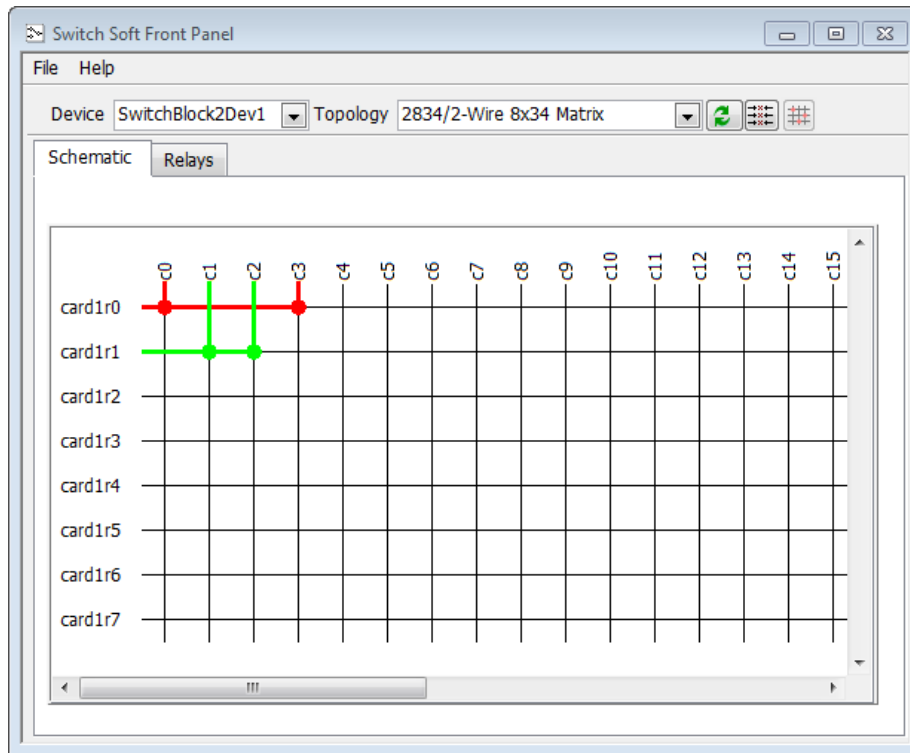 Switch Soft Front Panel
File Help
Device SwitchBlock2Dev1 Topology 2834/2-Wire 8x34 Matrix
Schematic Relays
c0 c1 c2 c3 c4 c5 c6 c7 c8 c9 c10 c11 c12 c13 c14 c15
card1r0
card1r1
card1r2
card1r3
card1r4
card1r5
card1r6
card1r7